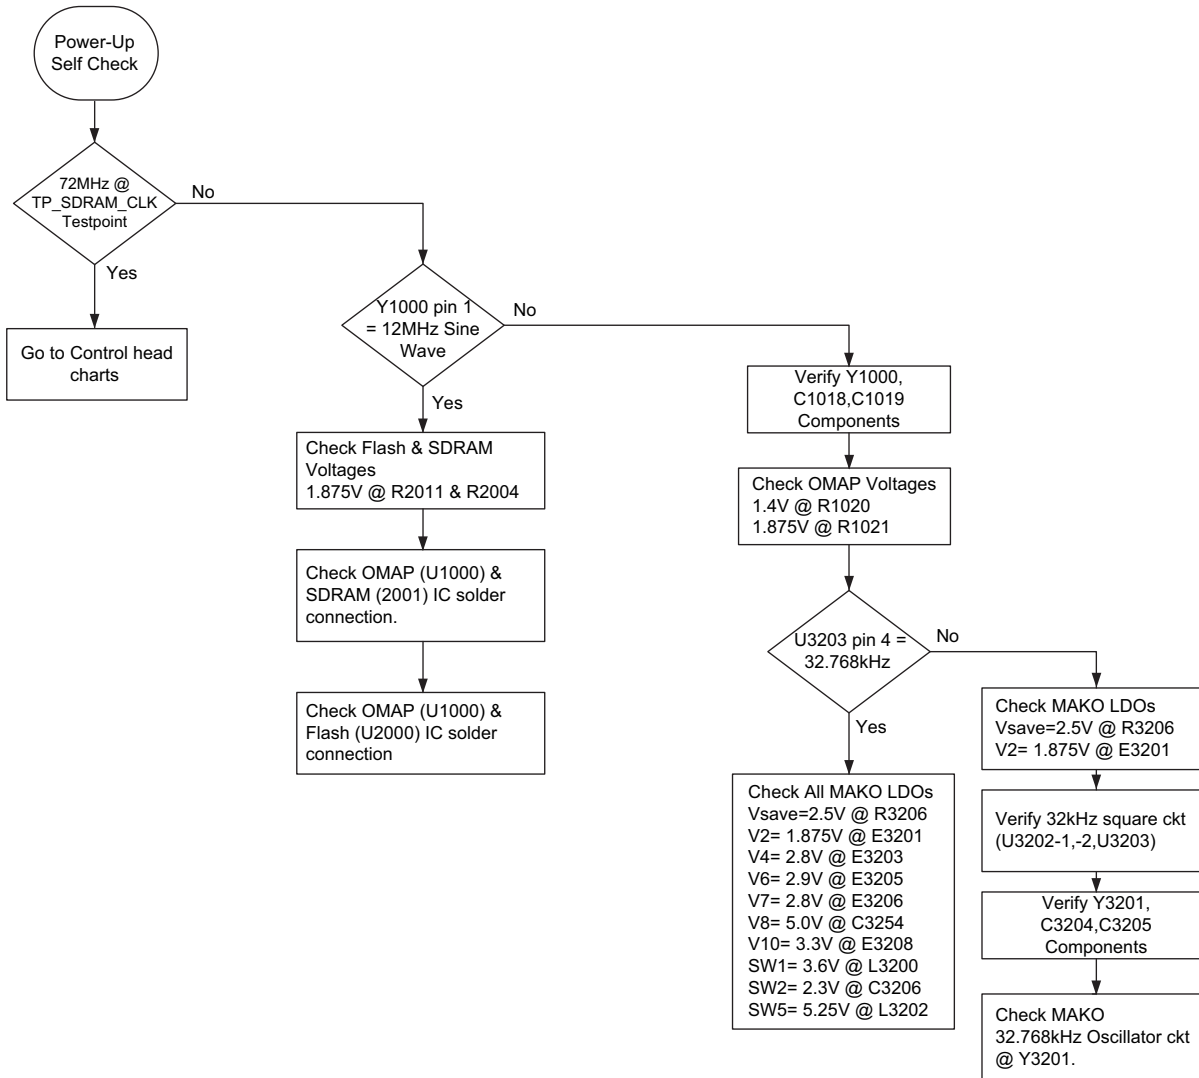 Power-Up
Self Check
72MHz @
TP_SDRAM_CLK
Testpoint
No
Yes
Go to Control head
charts
Y1000 pin 1
= 12MHz Sine
Wave
No
Yes
Check Flash & SDRAM
Voltages
1.875V @ R2011 & R2004
Check OMAP (U1000) &
SDRAM (2001) IC solder
connection.
Check OMAP (U1000) &
Flash (U2000) IC solder
connection
Verify Y1000,
C1018,C1019
Components
Check OMAP Voltages
1.4V @ R1020
1.875V @ R1021
U3203 pin 4 =
32.768kHz
No
Yes
Check All MAKO LDOs
Vsave=2.5V @ R3206
V2= 1.875V @ E3201
V4= 2.8V @ E3203
V6= 2.9V @ E3205
V7= 2.8V @ E3206
V8= 5.0V @ C3254
V10= 3.3V @ E3208
SW1= 3.6V @ L3200
SW2= 2.3V @ C3206
SW5= 5.25V @ L3202
Check MAKO LDOs
Vsave=2.5V @ R3206
V2= 1.875V @ E3201
Verify 32kHz square ckt
(U3202-1,-2,U3203)
Verify Y3201,
C3204,C3205
Components
Check MAKO
32.768kHz Oscillator ckt
@ Y3201.